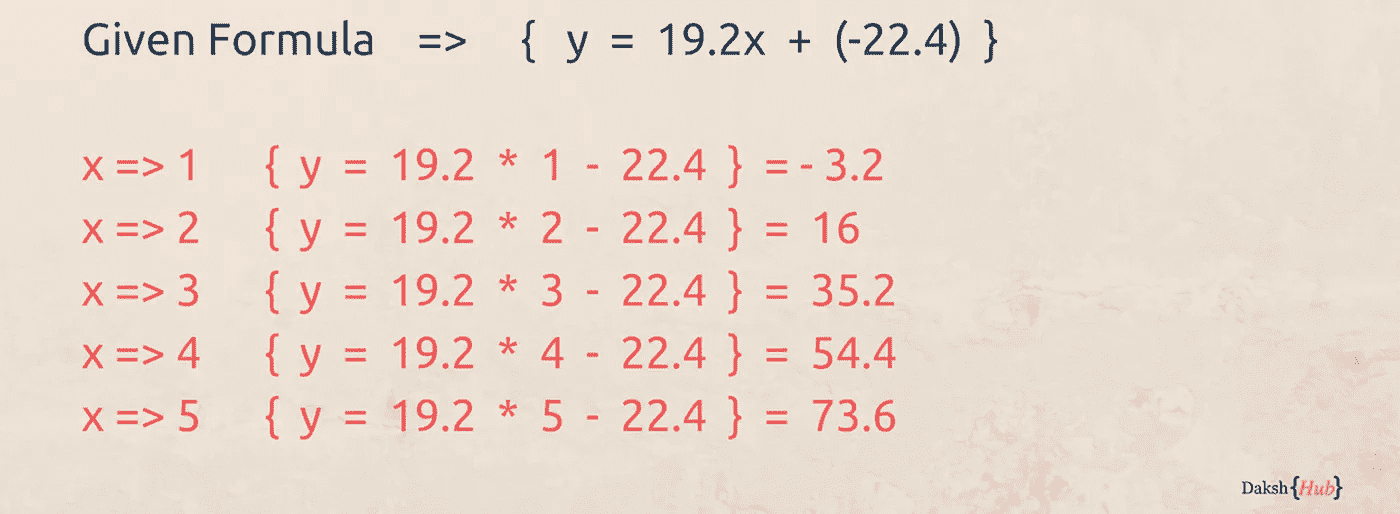 Given Formula => { y = 19.2x + (-22.4) }
x => 1 { y = 19.2 * 1 - 22.4 } = - 3.2
x => 2 { y = 19.2 * 2 - 22.4 } = 16
x => 3 { y = 19.2 * 3 - 22.4 } = 35.2
x => 4 { y = 19.2 * 4 - 22.4 } = 54.4
x => 5 { y = 19.2 * 5 - 22.4 } = 73.6
Daksh{Hub}